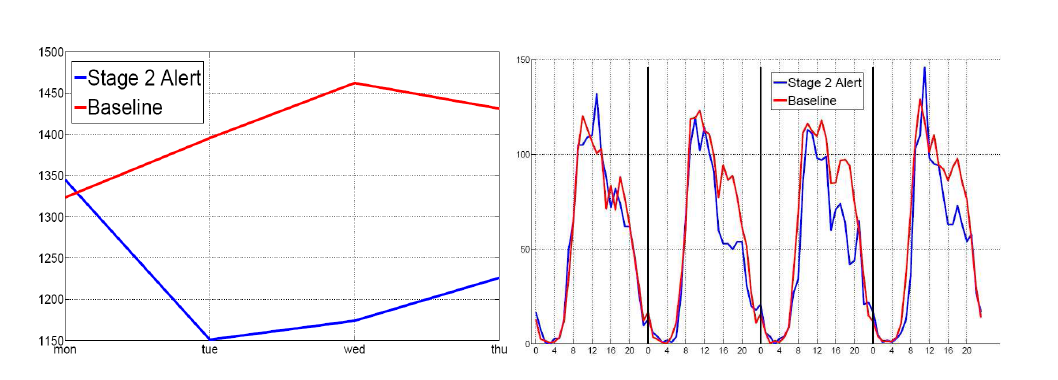 1500
1450
1400
1350
1300
1250
1200
1150
Stage 2 Alert
Baseline
mon tue wed thu
150
100
50
0
Stage 2 Alert
Baseline
0 4 8 12 16 20 0 4 8 12 16 20 0 4 8 12 16 20 0 4 8 12 16 20